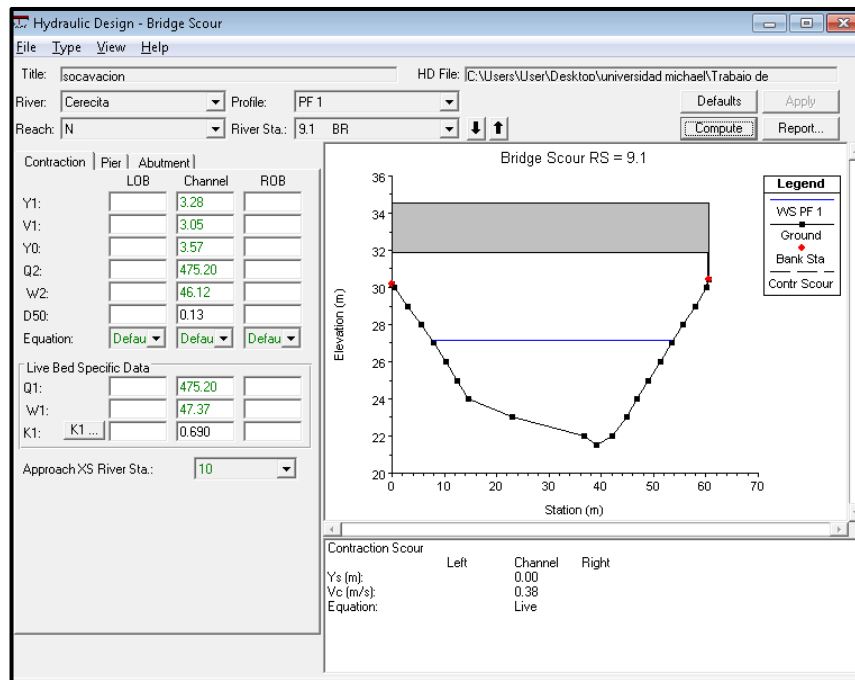 Hydraulic Design - Bridge Scour
File Type View Help
Title: socavacion HD File: C:\Users\User\Desktop\universidad michael\Trabajo de
River: Cerecita Profile: PF 1 Defaults Apply
Reach: N River Sta.: 9.1 BR Compute Report...
Contraction Pier Abutment
LOB Channel ROB
Y1: 3.28
V1: 3.05
Y0: 3.57
Q2: 475.20
W2: 46.12
D50: 0.13
Equation: Defau Defau Defau
Live Bed Specific Data
Q1: 475.20
W1: 47.37
K1: K1 ... 0.690
Approach XS River Sta.: 10
Bridge Scour RS = 9.1
Elevation (m)
36
34
32
30
28
26
24
22
20
0 10 20 30 40 50 60 70
Station (m)
Legend
WS PF 1
Ground
Bank Sta
Contr Scour
Contraction Scour
Left Channel Right
Ys (m): 0.00
Vc (m/s): 0.38
Equation: Live